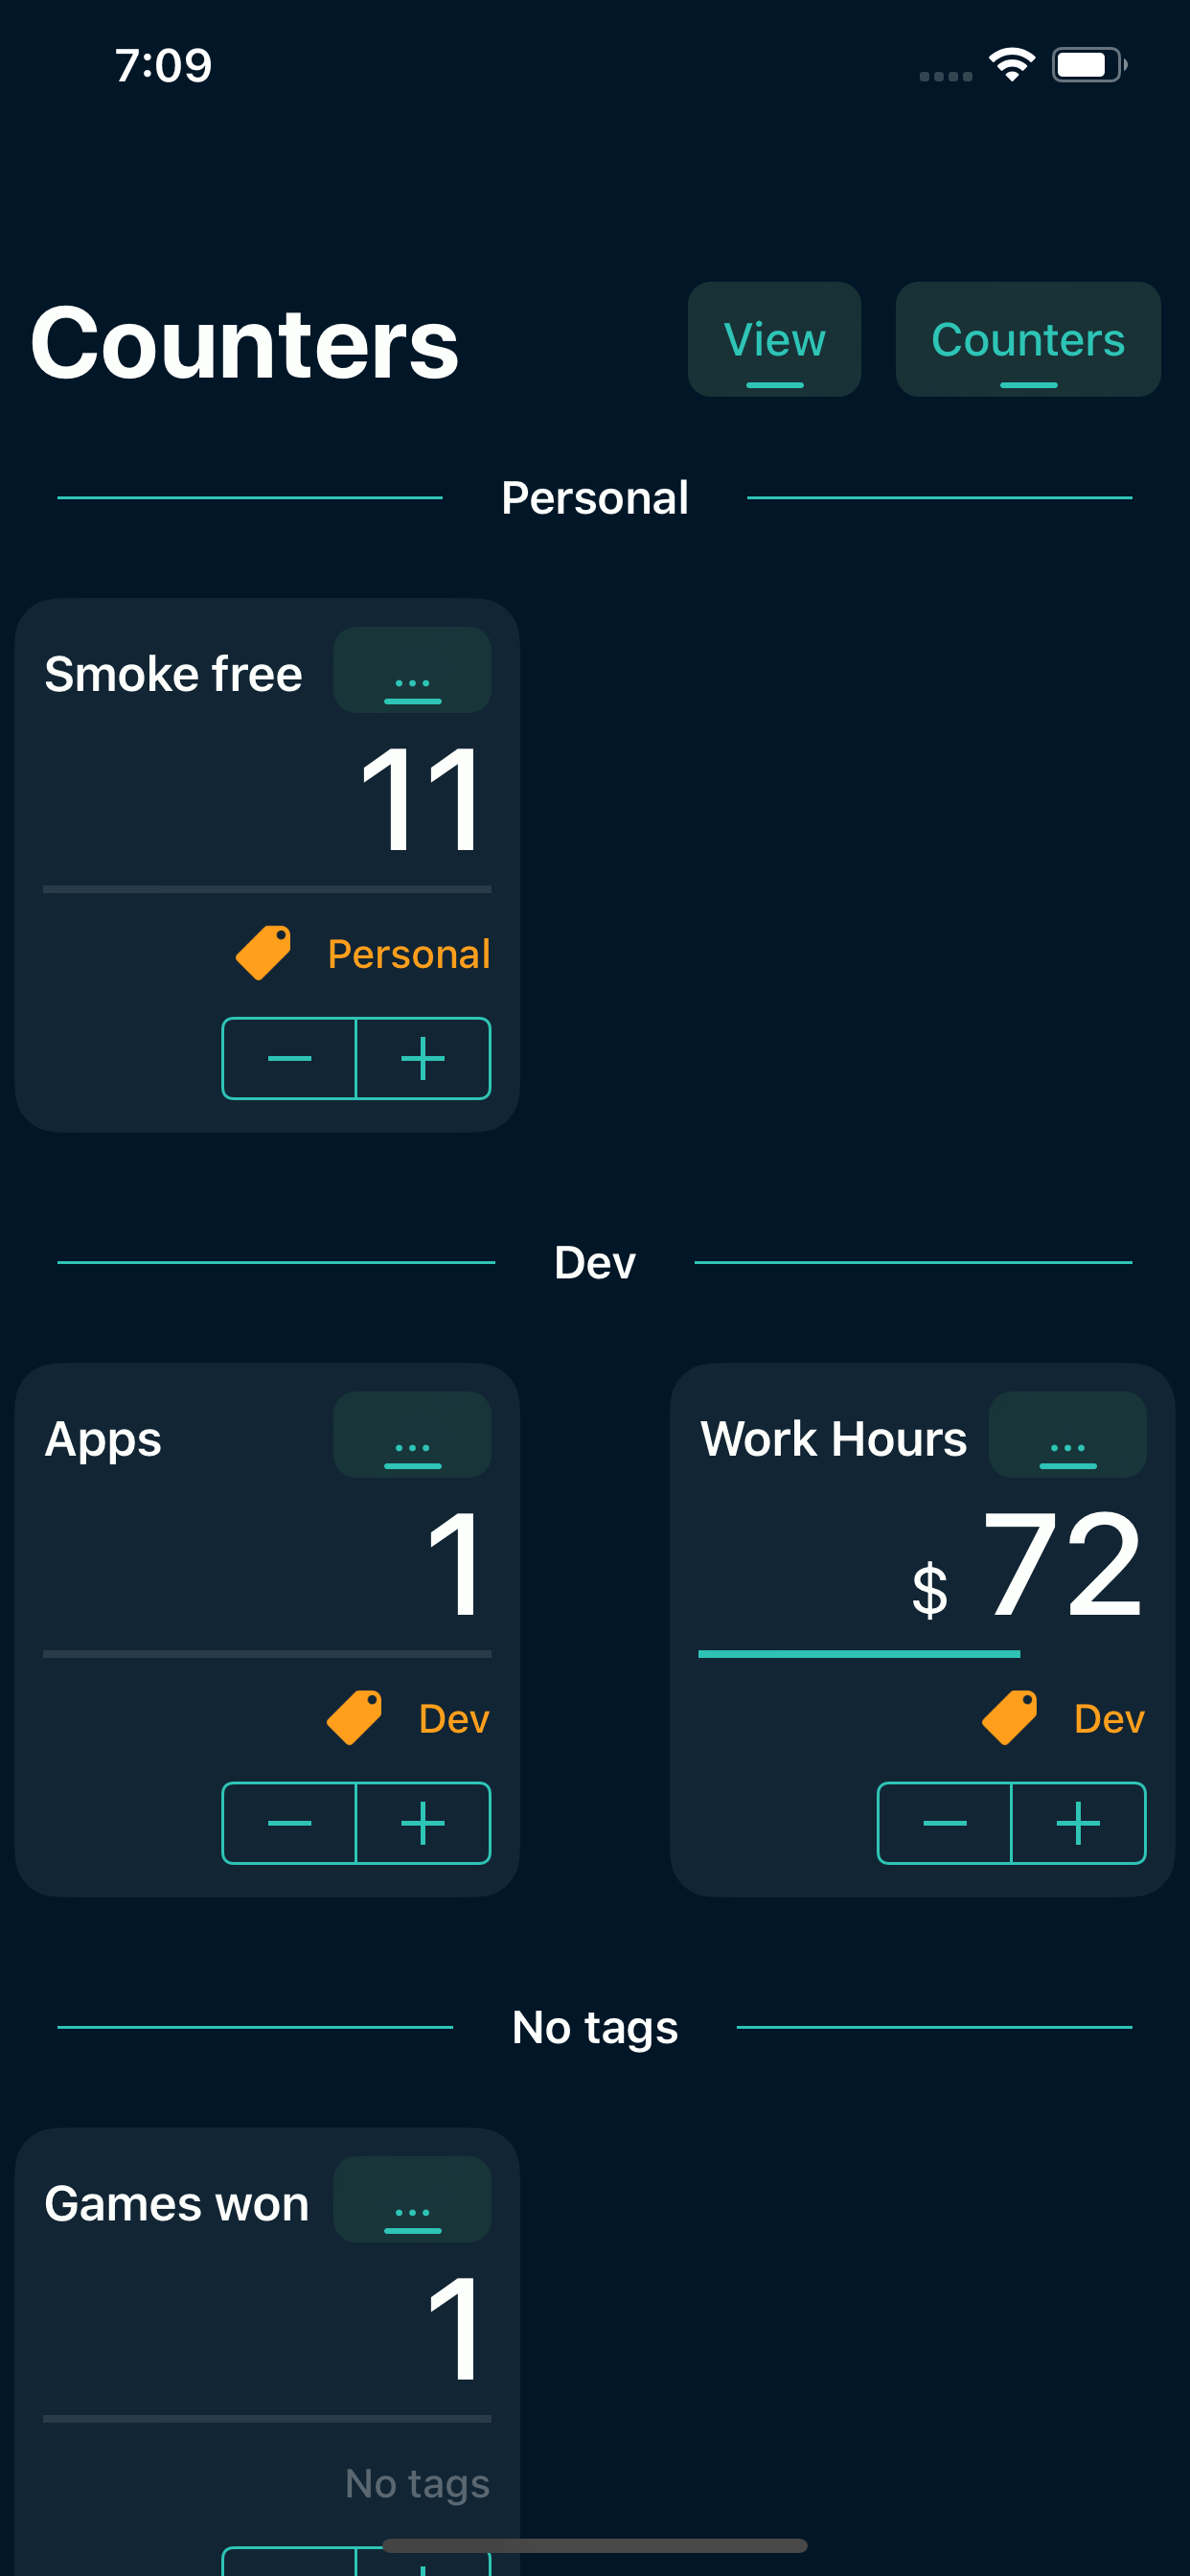 7:09
Counters View Counters
Personal
Smoke free ...
11
Personal
Dev
Apps ...
1
Dev
Work Hours ...
$ 72
Dev
No tags
Games won ...
1
No tags